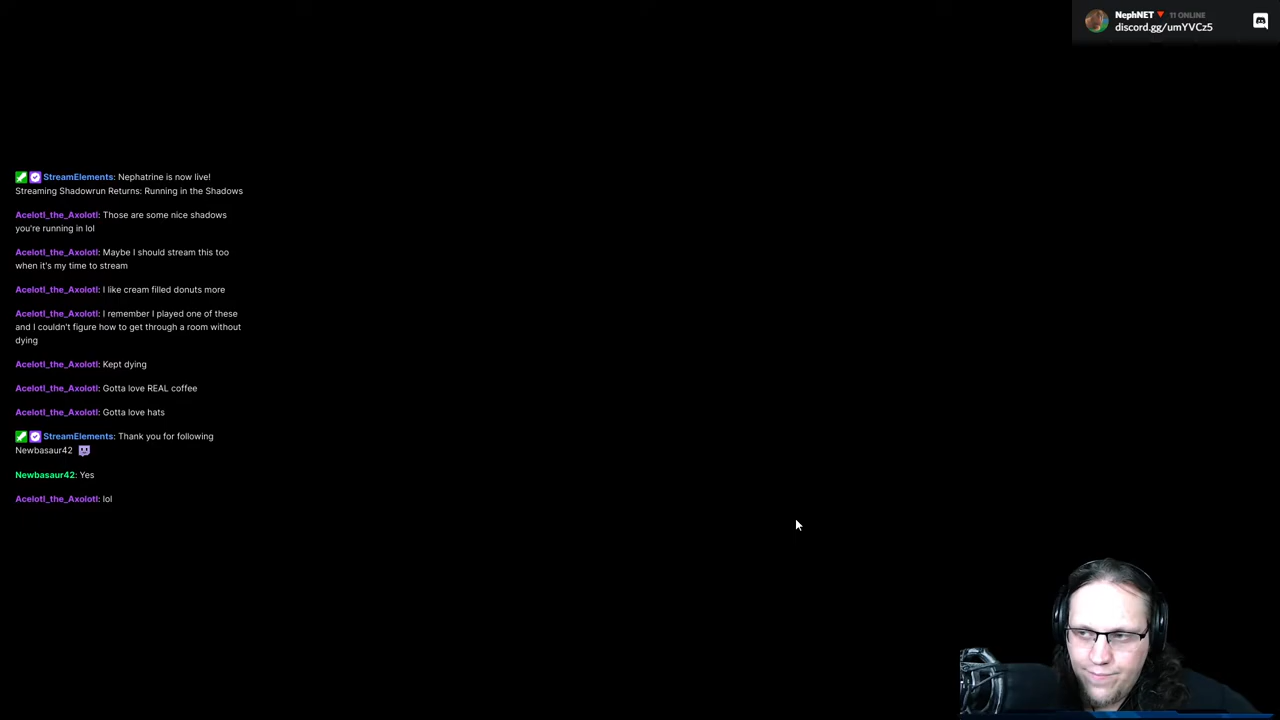 NephNET 11 ONLINE
discord.gg/umYVCz5
StreamElements: Nephatrine is now live!
Streaming Shadowrun Returns: Running in the Shadows
Acelotl_the_Axolotl: Those are some nice shadows
you're running in lol
Acelotl_the_Axolotl: Maybe I should stream this too
when it's my time to stream
Acelotl_the_Axolotl: I like cream filled donuts more
Acelotl_the_Axolotl: I remember I played one of these
and I couldn't figure how to get through a room without
dying
Acelotl_the_Axolotl: Kept dying
Acelotl_the_Axolotl: Gotta love REAL coffee
Acelotl_the_Axolotl: Gotta love hats
StreamElements: Thank you for following
Newbasaur42
Newbasaur42: Yes
Acelotl_the_Axolotl: lol